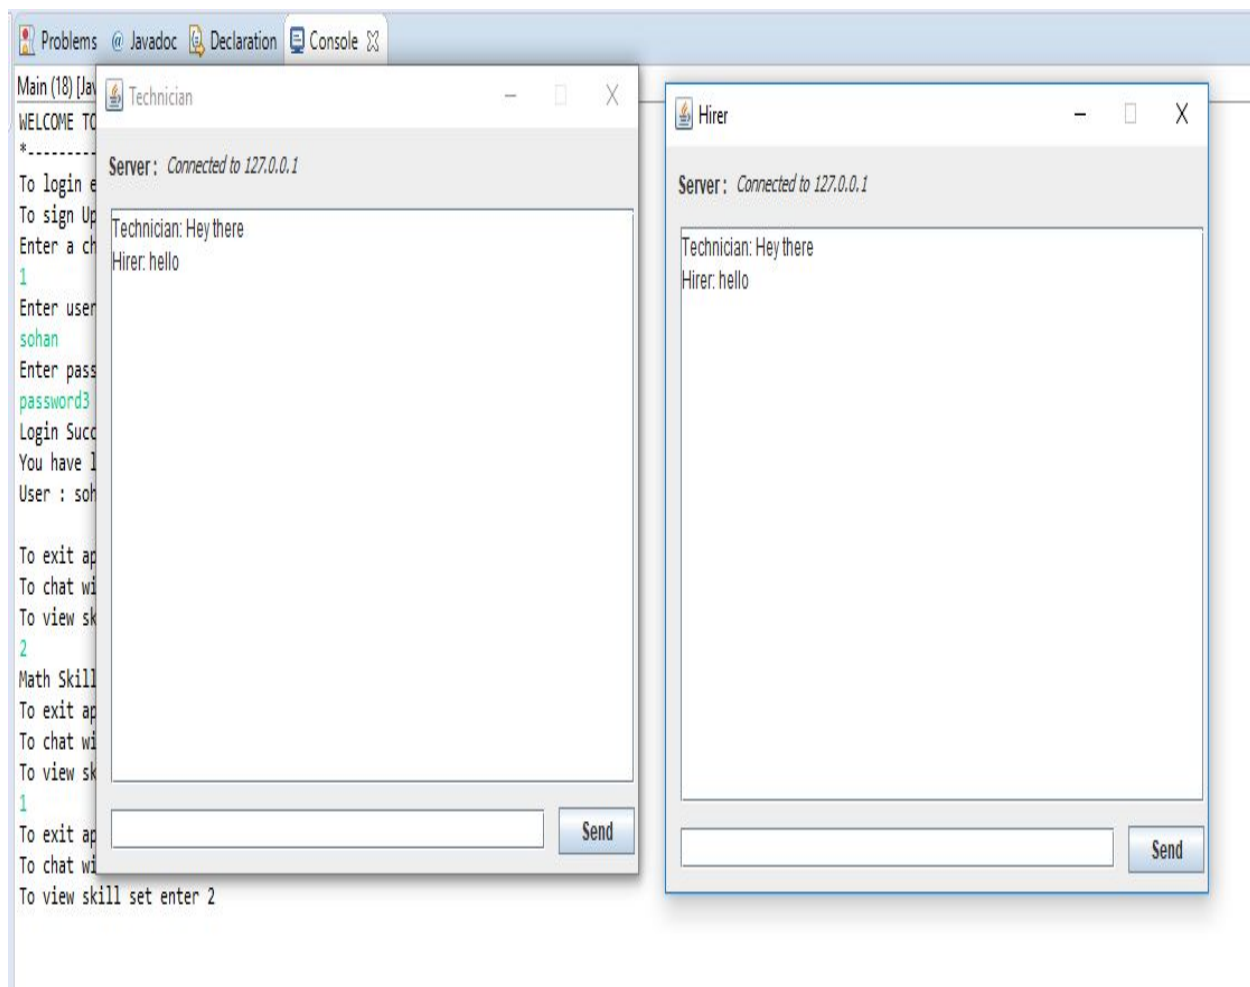 Problems @ Javadoc Declaration Console
Main (18) [Jav
WELCOME TO
*---------
To login e
To sign Up
Enter a ch
1
Enter user
sohan
Enter pass
password3
Login Succ
You have l
User : soh
To exit ap
To chat wi
To view sk
2
Math Skill
To exit ap
To chat wi
To view sk
1
To exit ap
To chat wi
To view skill set enter 2
Technician
Server : Connected to 127.0.0.1
Technician: Hey there
Hirer: hello
Send
Hirer
Server : Connected to 127.0.0.1
Technician: Hey there
Hirer: hello
Send